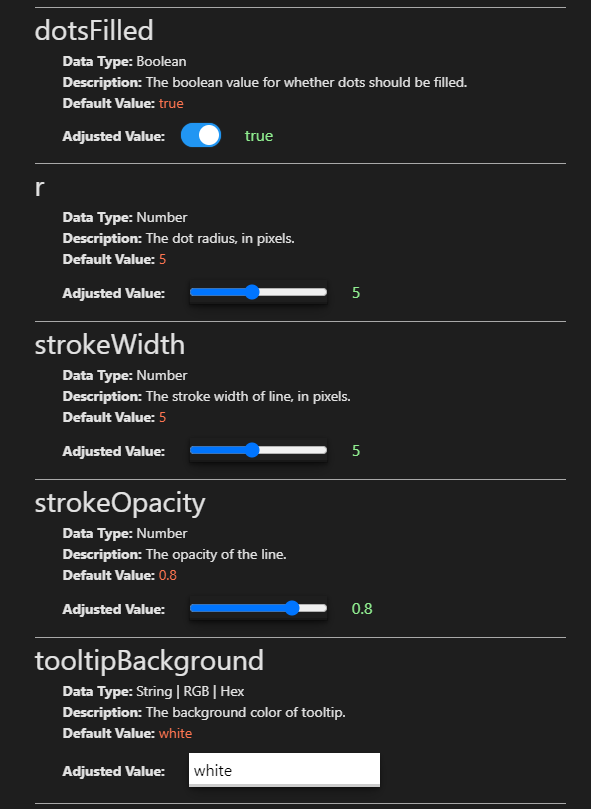 dotsFilled
Data Type: Boolean
Description: The boolean value for whether dots should be filled.
Default Value: true
Adjusted Value: true
r
Data Type: Number
Description: The dot radius, in pixels.
Default Value: 5
Adjusted Value: 5
strokeWidth
Data Type: Number
Description: The stroke width of line, in pixels.
Default Value: 5
Adjusted Value: 5
strokeOpacity
Data Type: Number
Description: The opacity of the line.
Default Value: 0.8
Adjusted Value: 0.8
tooltipBackground
Data Type: String | RGB | Hex
Description: The background color of tooltip.
Default Value: white
Adjusted Value: white